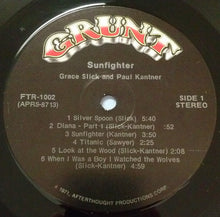 GRUNT
Sunfighter
Grace Slick and Paul Kantner
FTR-1002
(APRS-5713)
SIDE 1
STEREO
1 Silver Spoon (Slick) 5:40
2 Diana - Part 1 (Slick-Kantner) :52
3 Sunfighter (Kantner) 3:50
4 Titanic (Sawyer) 2:25
5 Look at the Wood (Slick-Kantner) 2:08
6 When I Was a Boy I Watched the Wolves
(Slick-Kantner) 4:59
© 1971, AFTERTHOUGHT PRODUCTIONS CORP.